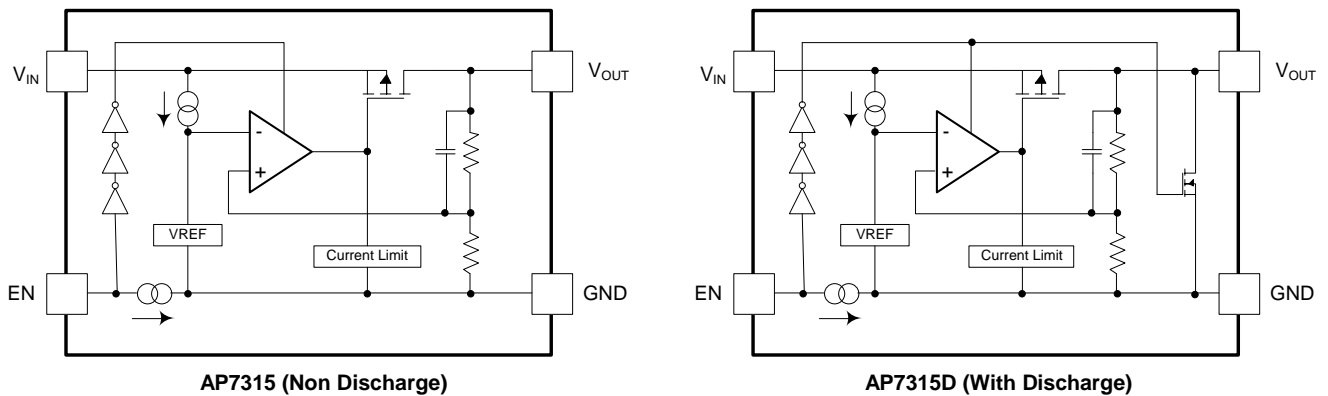 VIN
VOUT
-
+
VREF
Current Limit
EN
GND
AP7315 (Non Discharge)
VIN
VOUT
-
+
VREF
Current Limit
EN
GND
AP7315D (With Discharge)